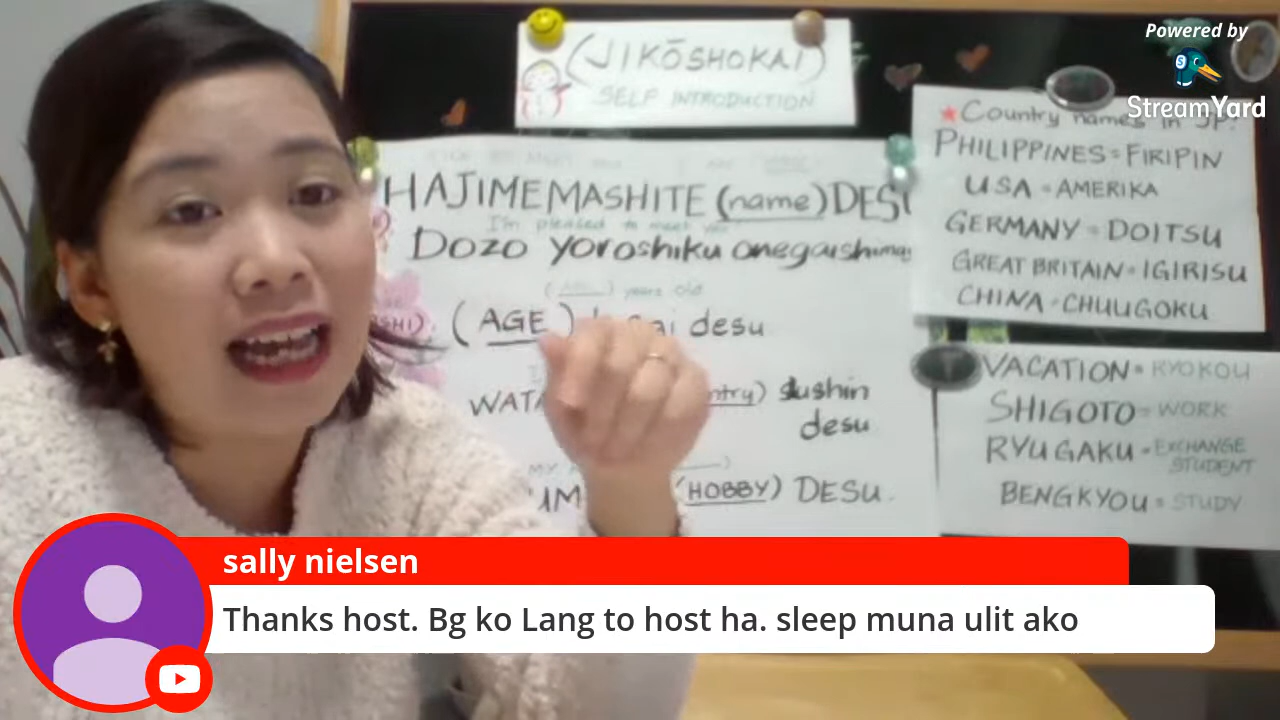 Powered by
StreamYard
(JIKŌSHOKAI)
SELF INTRODUCTION
HAJIMEMASHITE (name) DESU
I'm pleased to meet you
Dozo yoroshiku onegaishimas
years old
(AGE) desu
sushin
desu
(HOBBY) DESU.
Country names in JP.
PHILIPPINES = FIRIPIN
USA = AMERIKA
GERMANY = DOITSU
GREAT BRITAIN = IGIRISU
CHINA = CHUUGOKU
VACATION = RYOKOU
SHIGOTO = WORK
RYUGAKU = EXCHANGE
STUDENT
BENGKYOU = STUDY
sally nielsen
Thanks host. Bg ko Lang to host ha. sleep muna ulit ako